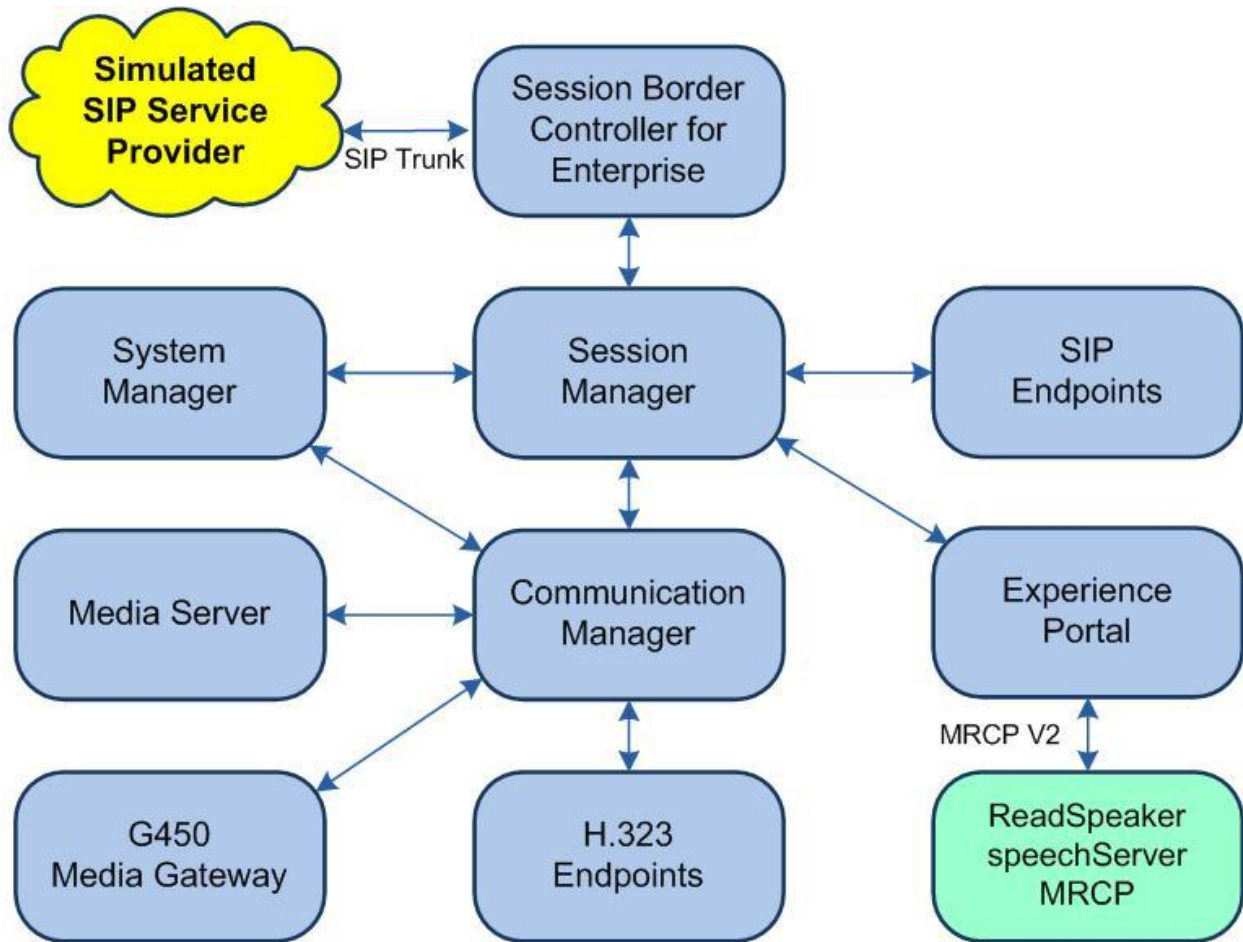 Simulated
SIP Service
Provider
SIP Trunk
Session Border
Controller for
Enterprise
System
Manager
Session
Manager
SIP
Endpoints
Media Server
Communication
Manager
Experience
Portal
MRCP V2
G450
Media Gateway
H.323
Endpoints
ReadSpeaker
speechServer
MRCP